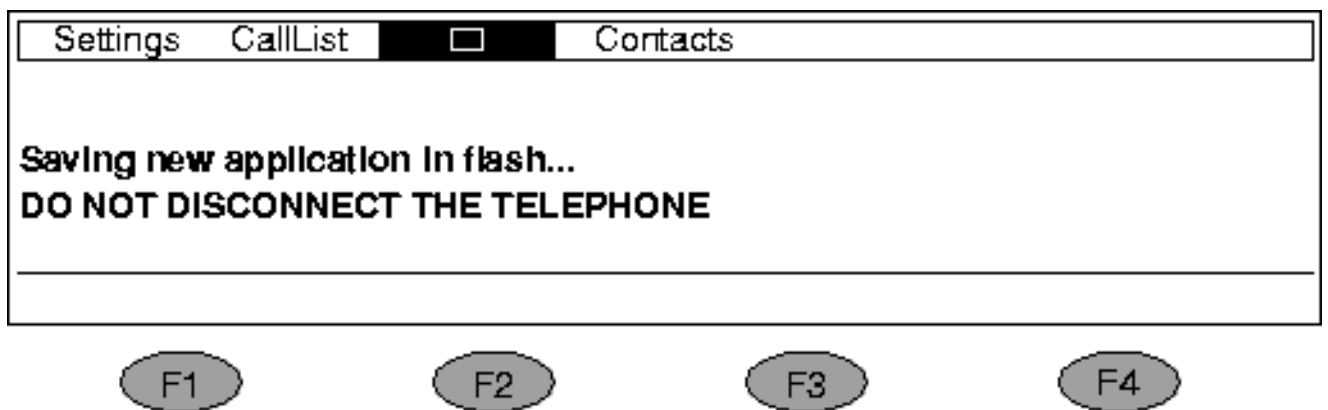 Settings CallList Contacts
Saving new application in flash...
DO NOT DISCONNECT THE TELEPHONE
F1 F2 F3 F4